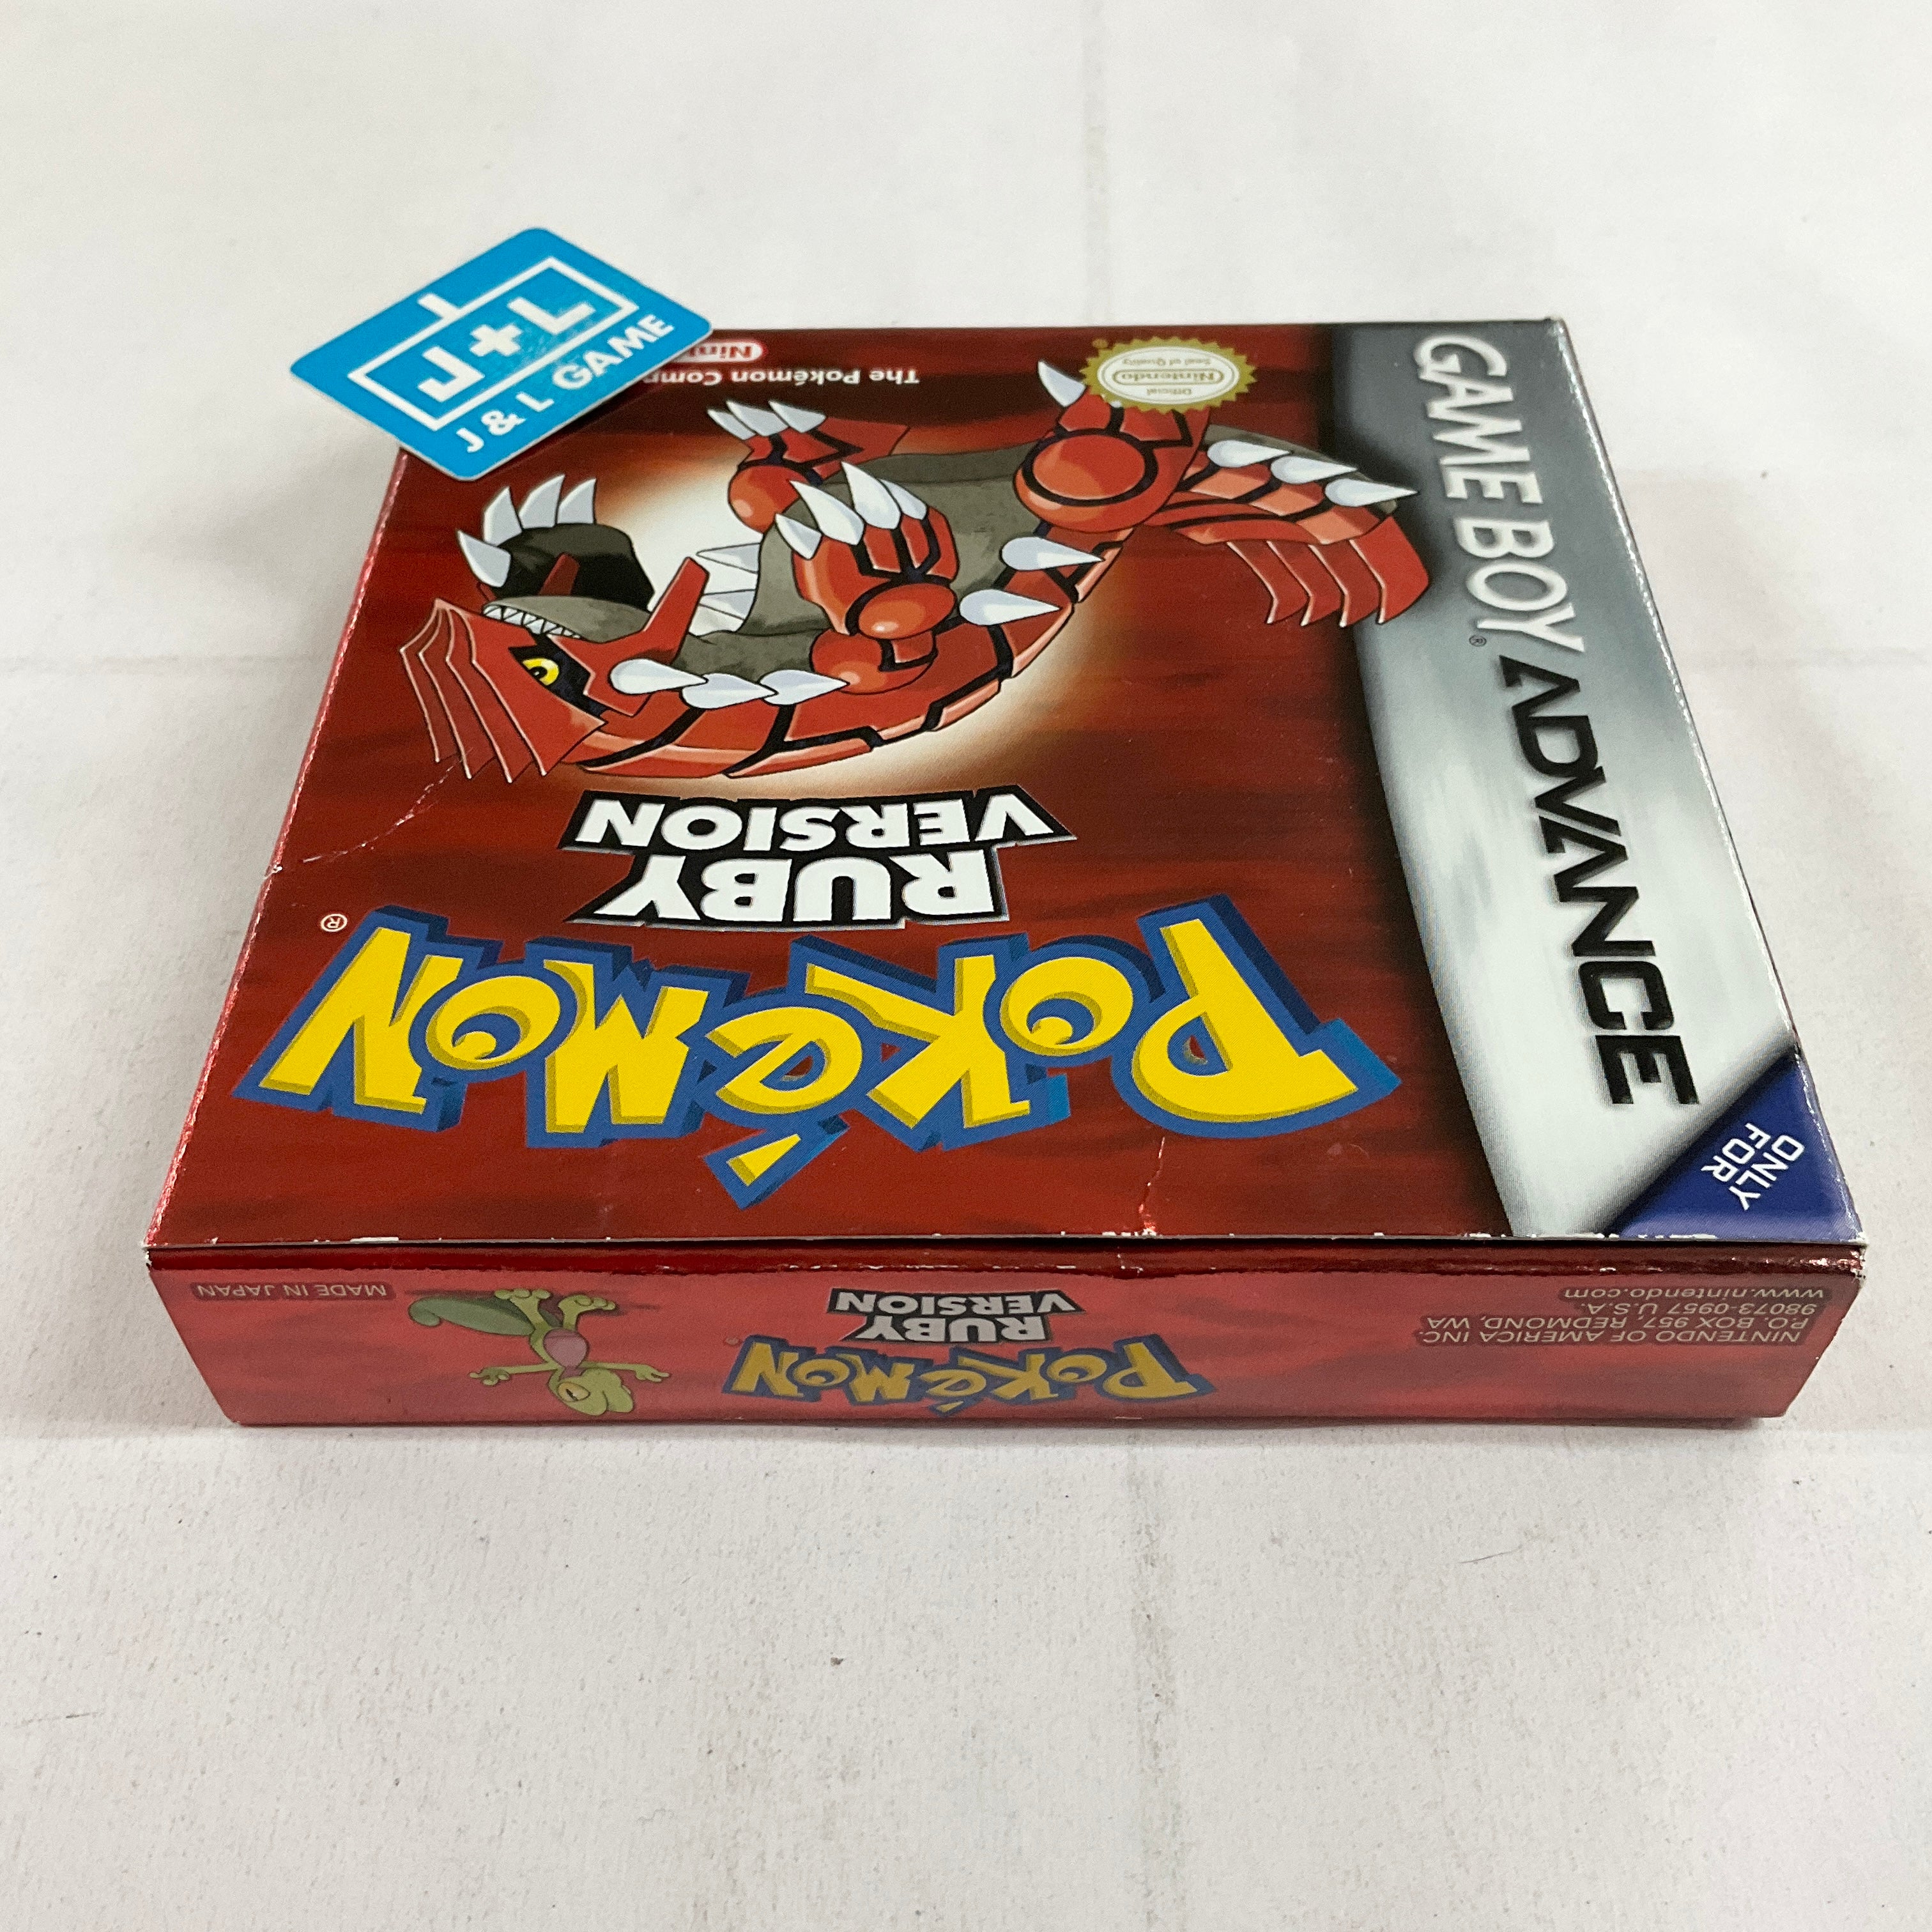 J+L
J & L GAME
GAME BOY® ADVANCE
ONLY
FOR
POKéMON®
RUBY
VERSION
Official
Nintendo
Seal of Quality
The Pokémon
NINTENDO OF AMERICA INC.
P.O. BOX 957, REDMOND, WA
98073-0957 U.S.A.
www.nintendo.com
POKéMON
RUBY
VERSION
MADE IN JAPAN